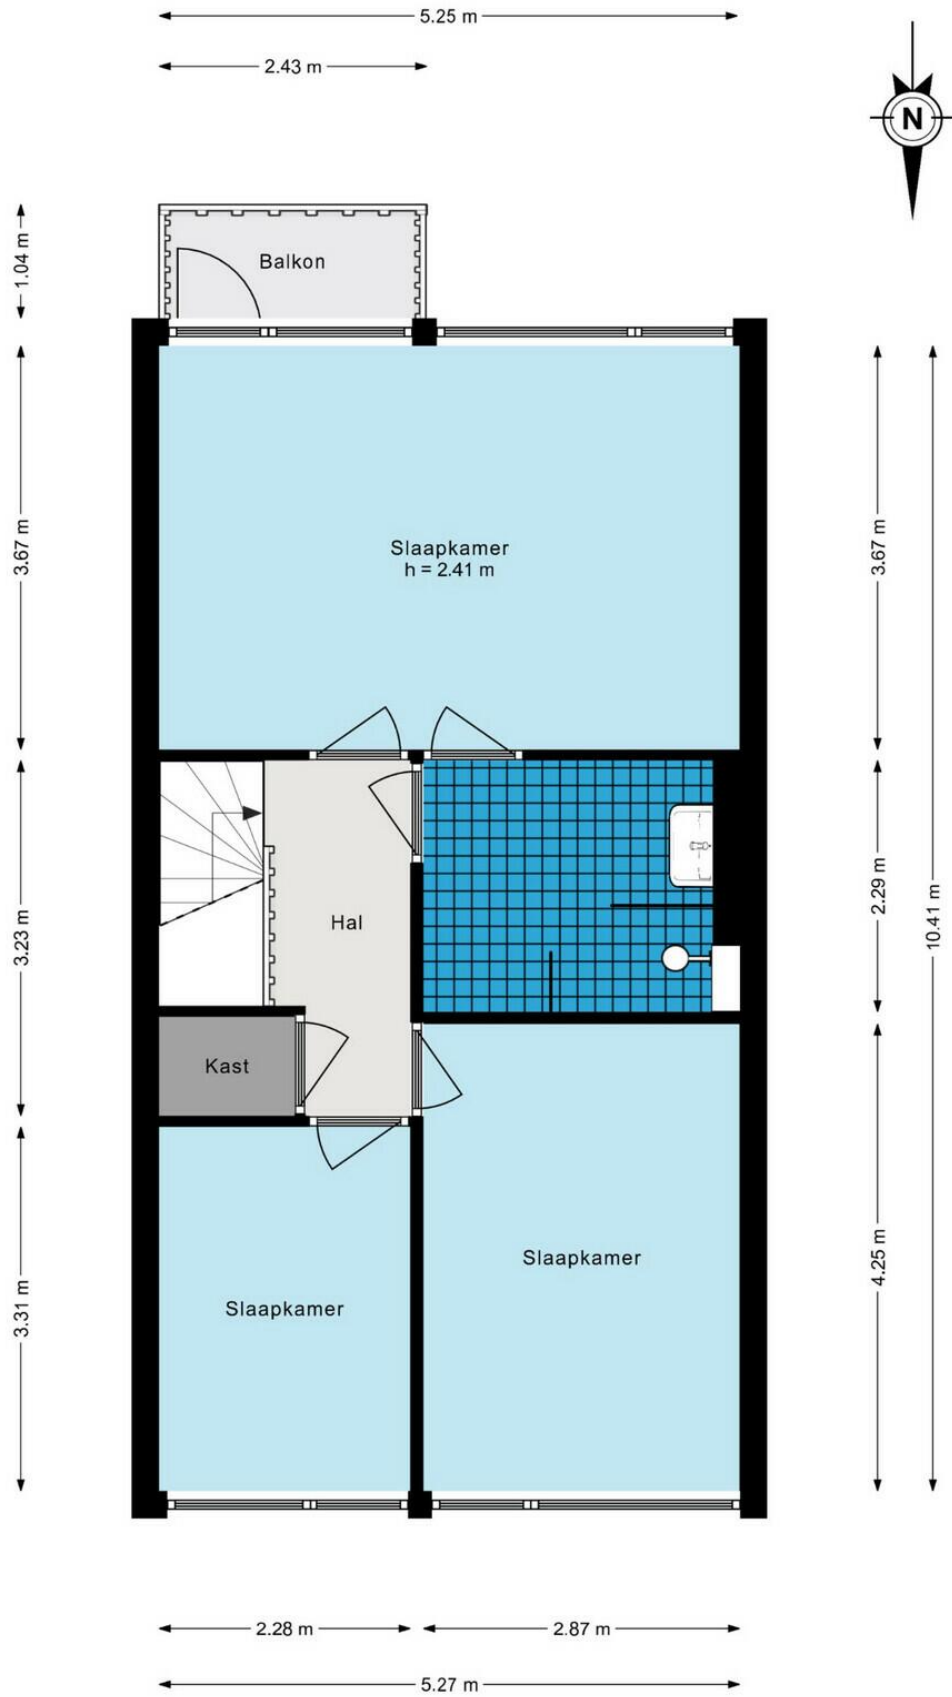 5.25 m
2.43 m
N
1.04 m
Balkon
3.67 m
Slaapkamer
h = 2.41 m
3.67 m
3.23 m
Hal
2.29 m
10.41 m
Kast
3.31 m
Slaapkamer
Slaapkamer
4.25 m
2.28 m
2.87 m
5.27 m